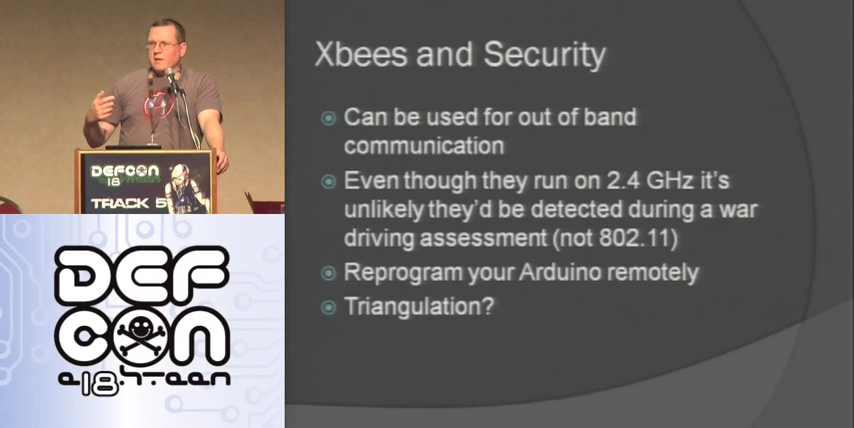 DEFCON
18
TRACK 5
DEF
CON
Xbees and Security
Can be used for out of band
communication
Even though they run on 2.4 GHz it's
unlikely they'd be detected during a war
driving assessment (not 802.11)
Reprogram your Arduino remotely
Triangulation?